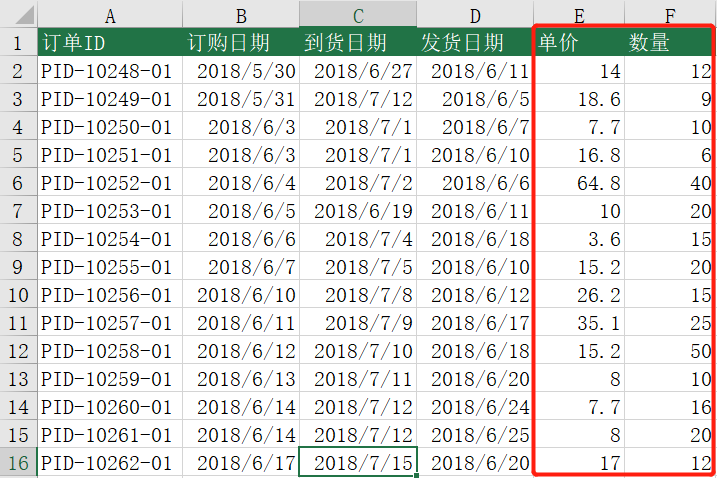 A B C D E F
1 订单ID 订购日期 到货日期 发货日期 单价 数量
2 PID-10248-01 2018/5/30 2018/6/27 2018/6/11 14 12
3 PID-10249-01 2018/5/31 2018/7/12 2018/6/5 18.6 9
4 PID-10250-01 2018/6/3 2018/7/1 2018/6/7 7.7 10
5 PID-10251-01 2018/6/3 2018/7/1 2018/6/10 16.8 6
6 PID-10252-01 2018/6/4 2018/7/2 2018/6/6 64.8 40
7 PID-10253-01 2018/6/5 2018/6/19 2018/6/11 10 20
8 PID-10254-01 2018/6/6 2018/7/4 2018/6/18 3.6 15
9 PID-10255-01 2018/6/7 2018/7/5 2018/6/10 15.2 20
10 PID-10256-01 2018/6/10 2018/7/8 2018/6/12 26.2 15
11 PID-10257-01 2018/6/11 2018/7/9 2018/6/17 35.1 25
12 PID-10258-01 2018/6/12 2018/7/10 2018/6/18 15.2 50
13 PID-10259-01 2018/6/13 2018/7/11 2018/6/20 8 10
14 PID-10260-01 2018/6/14 2018/7/12 2018/6/24 7.7 16
15 PID-10261-01 2018/6/14 2018/7/12 2018/6/25 8 20
16 PID-10262-01 2018/6/17 2018/7/15 2018/6/20 17 12